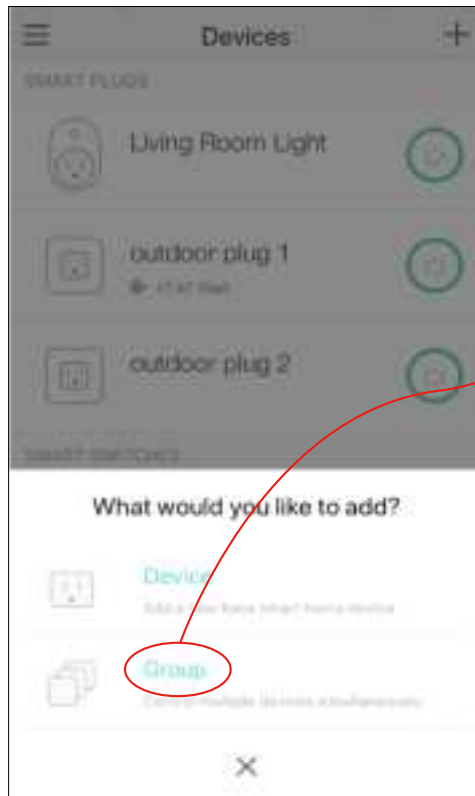 Devices
SMART PLUGS
Living Room Light
outdoor plug 1
outdoor plug 2
SMART SWITCHES
What would you like to add?
Device
Add a new Kasa smart home device
Group
Control multiple devices simultaneously